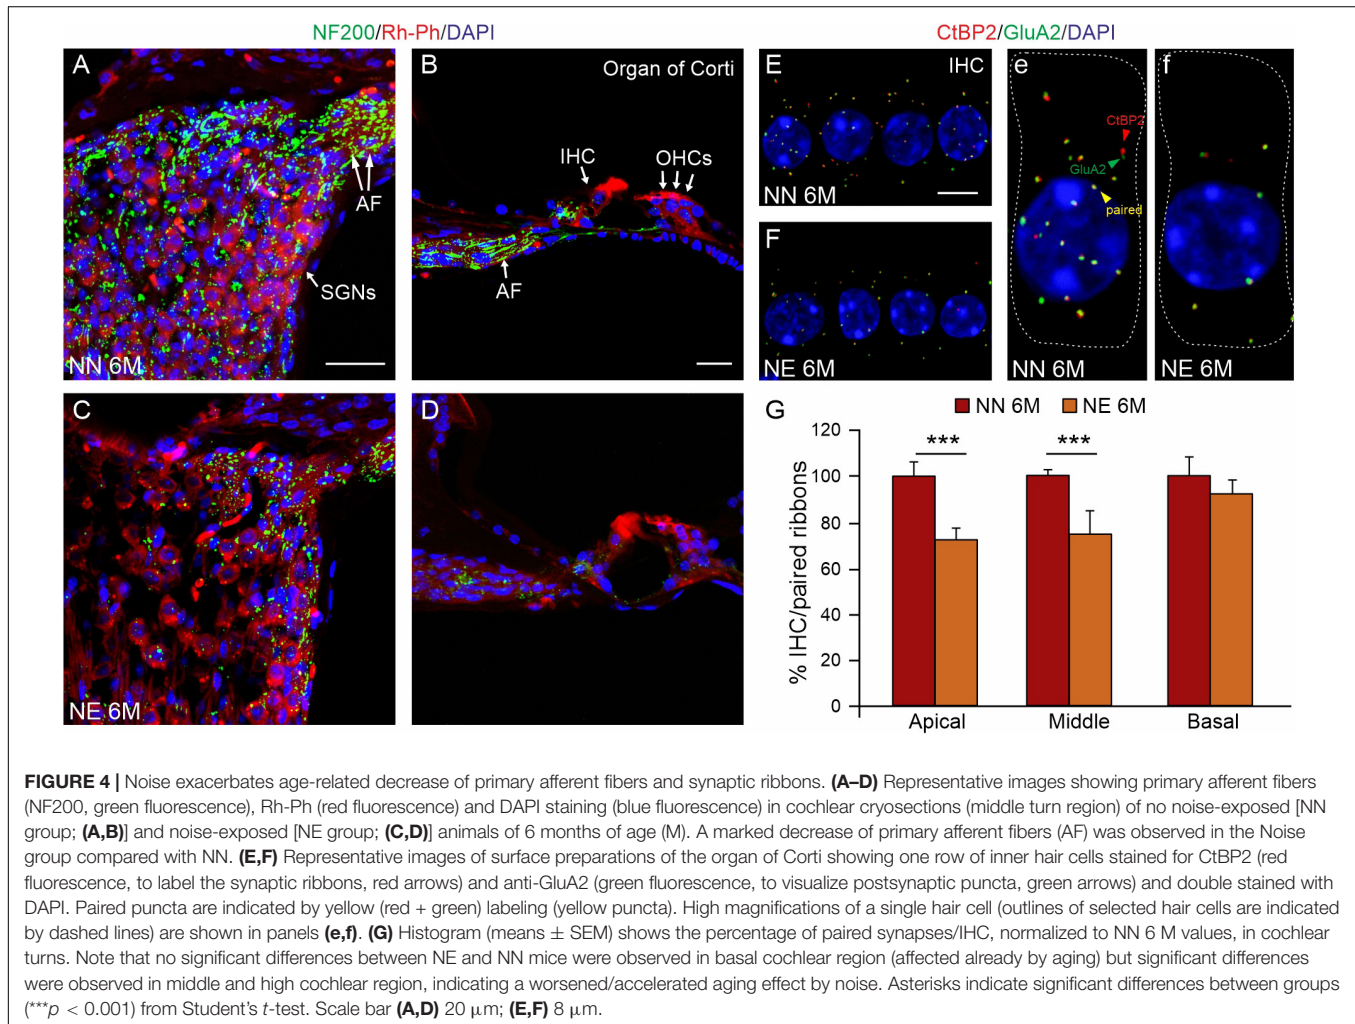 NF200/Rh-Ph/DAPI
CtBP2/GluA2/DAPI
A
AF
SGNs
NN 6M
B
Organ of Corti
IHC
OHCs
AF
C
NE 6M
D
E
IHC
NN 6M
F
NE 6M
e
CtBP2
GluA2
paired
NN 6M
f
NE 6M
G
NN 6M
NE 6M
% IHC/paired ribbons
120
100
80
60
40
20
0
***
***
Apical
Middle
Basal
FIGURE 4 | Noise exacerbates age-related decrease of primary afferent fibers and synaptic ribbons. (A–D) Representative images showing primary afferent fibers
(NF200, green fluorescence), Rh-Ph (red fluorescence) and DAPI staining (blue fluorescence) in cochlear cryosections (middle turn region) of no noise-exposed [NN
group; (A,B)] and noise-exposed [NE group; (C,D)] animals of 6 months of age (M). A marked decrease of primary afferent fibers (AF) was observed in the Noise
group compared with NN. (E,F) Representative images of surface preparations of the organ of Corti showing one row of inner hair cells stained for CtBP2 (red
fluorescence, to label the synaptic ribbons, red arrows) and anti-GluA2 (green fluorescence, to visualize postsynaptic puncta, green arrows) and double stained with
DAPI. Paired puncta are indicated by yellow (red + green) labeling (yellow puncta). High magnifications of a single hair cell (outlines of selected hair cells are indicated
by dashed lines) are shown in panels (e,f). (G) Histogram (means ± SEM) shows the percentage of paired synapses/IHC, normalized to NN 6 M values, in cochlear
turns. Note that no significant differences between NE and NN mice were observed in basal cochlear region (affected already by aging) but significant differences
were observed in middle and high cochlear region, indicating a worsened/accelerated aging effect by noise. Asterisks indicate significant differences between groups
(***p < 0.001) from Student's t-test. Scale bar (A,D) 20 μm; (E,F) 8 μm.